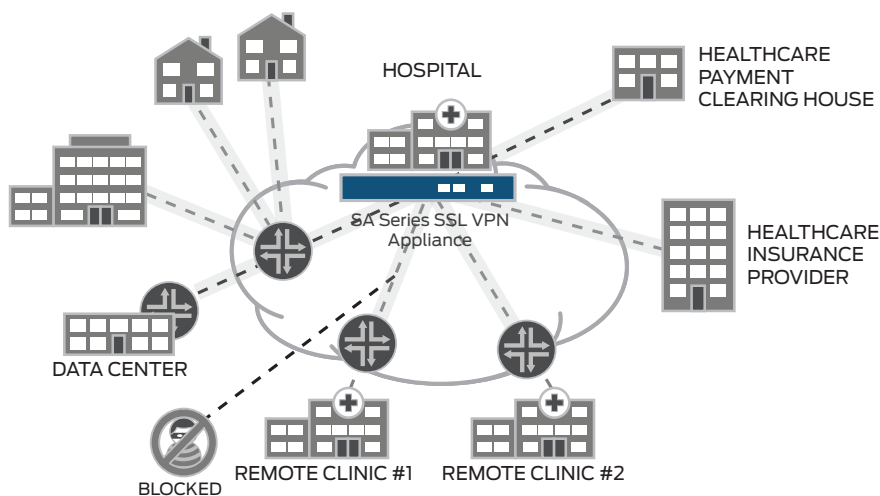 HOSPITAL
HEALTHCARE
PAYMENT
CLEARING HOUSE
SA Series SSL VPN
Appliance
HEALTHCARE
INSURANCE
PROVIDER
DATA CENTER
REMOTE CLINIC #1
REMOTE CLINIC #2
BLOCKED